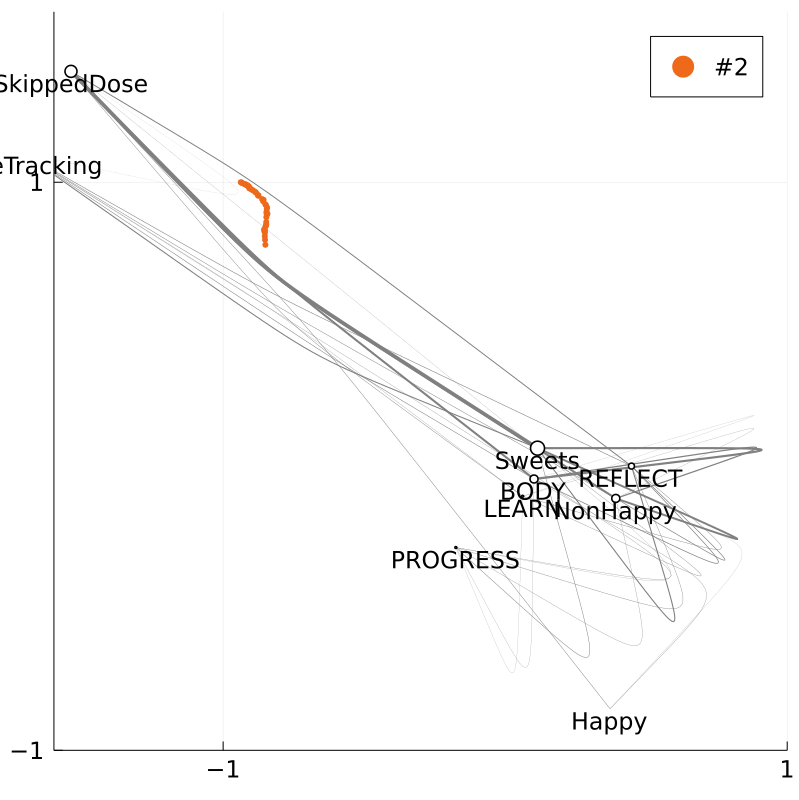 #2
SkippedDose
eTracking
1
Sweets
REFLECT
BODY
LEARN
NonHappy
PROGRESS
Happy
−1
−1
1